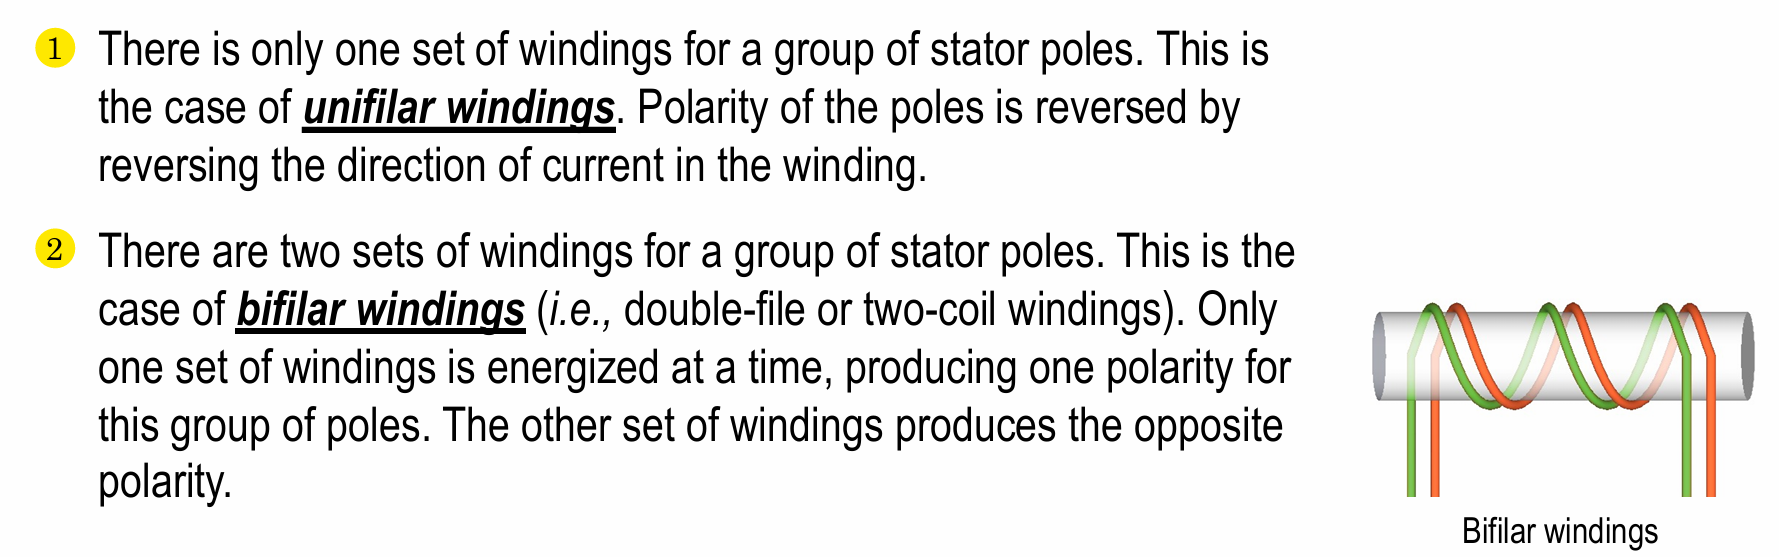 1 There is only one set of windings for a group of stator poles. This is
the case of unifilar windings. Polarity of the poles is reversed by
reversing the direction of current in the winding.
2 There are two sets of windings for a group of stator poles. This is the
case of bifilar windings (i.e., double-file or two-coil windings). Only
one set of windings is energized at a time, producing one polarity for
this group of poles. The other set of windings produces the opposite
polarity.
Bifilar windings